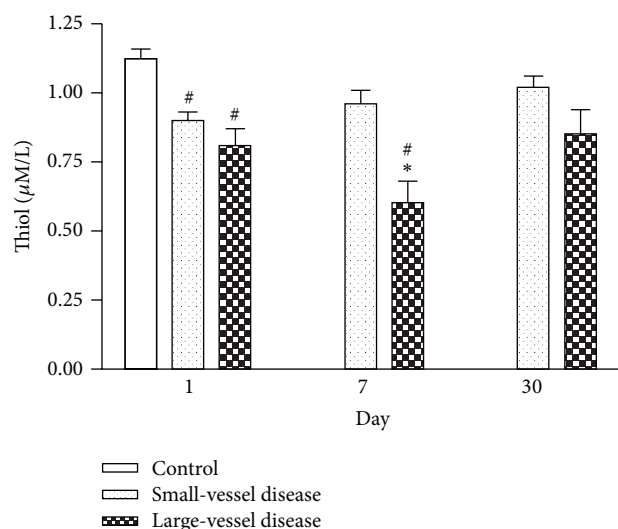 1.25
1.00
0.75
0.50
0.25
0.00
Thiol (μM/L)
#
#
#
*
1
7
30
Day
Control
Small-vessel disease
Large-vessel disease